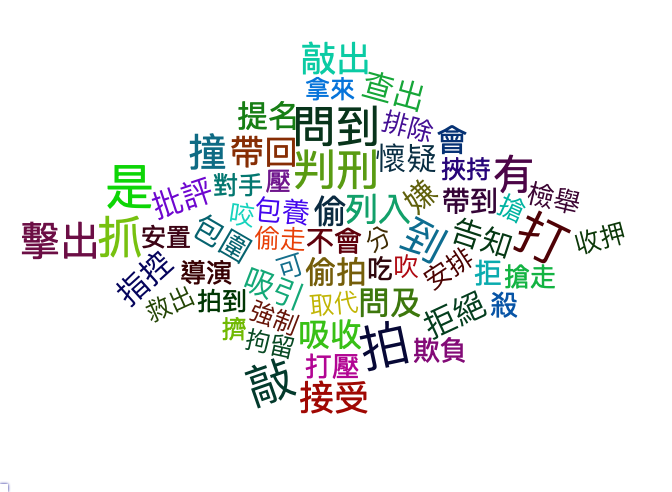 敲出
拿來
查出
提名
問到
排除
會
撞
帶回
判刑
懷疑
挾持
有
是
批評
對手
壓
嫌
帶到
搶
檢舉
咬
包養
偷
列入
擊出
抓
安置
包圍
偷走
不會
分
到
告知
打
收押
指控
導演
吸引
可
偷拍
吃
吹
安排
拒
搶走
救出
拍到
強制
取代
問及
拒絕
殺
擠
拘留
吸收
拍
欺負
敲
打壓
接受